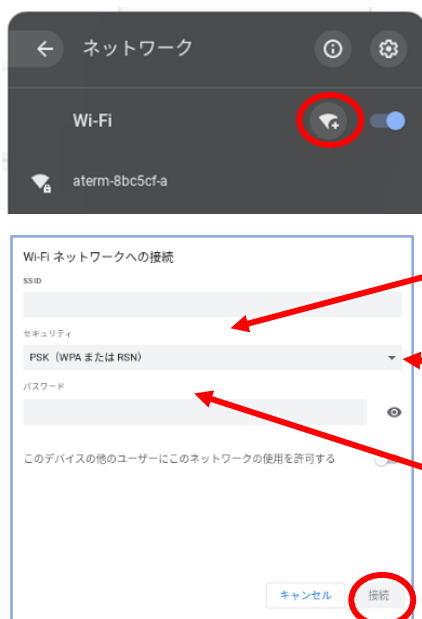 ネットワーク
Wi-Fi
aterm-8bc5cf-a
Wi-Fi ネットワークへの接続
SSID
セキュリティ
PSK（WPA または RSN）
パスワード
このデバイスの他のユーザーにこのネットワークの使用を許可する
キャンセル 接続